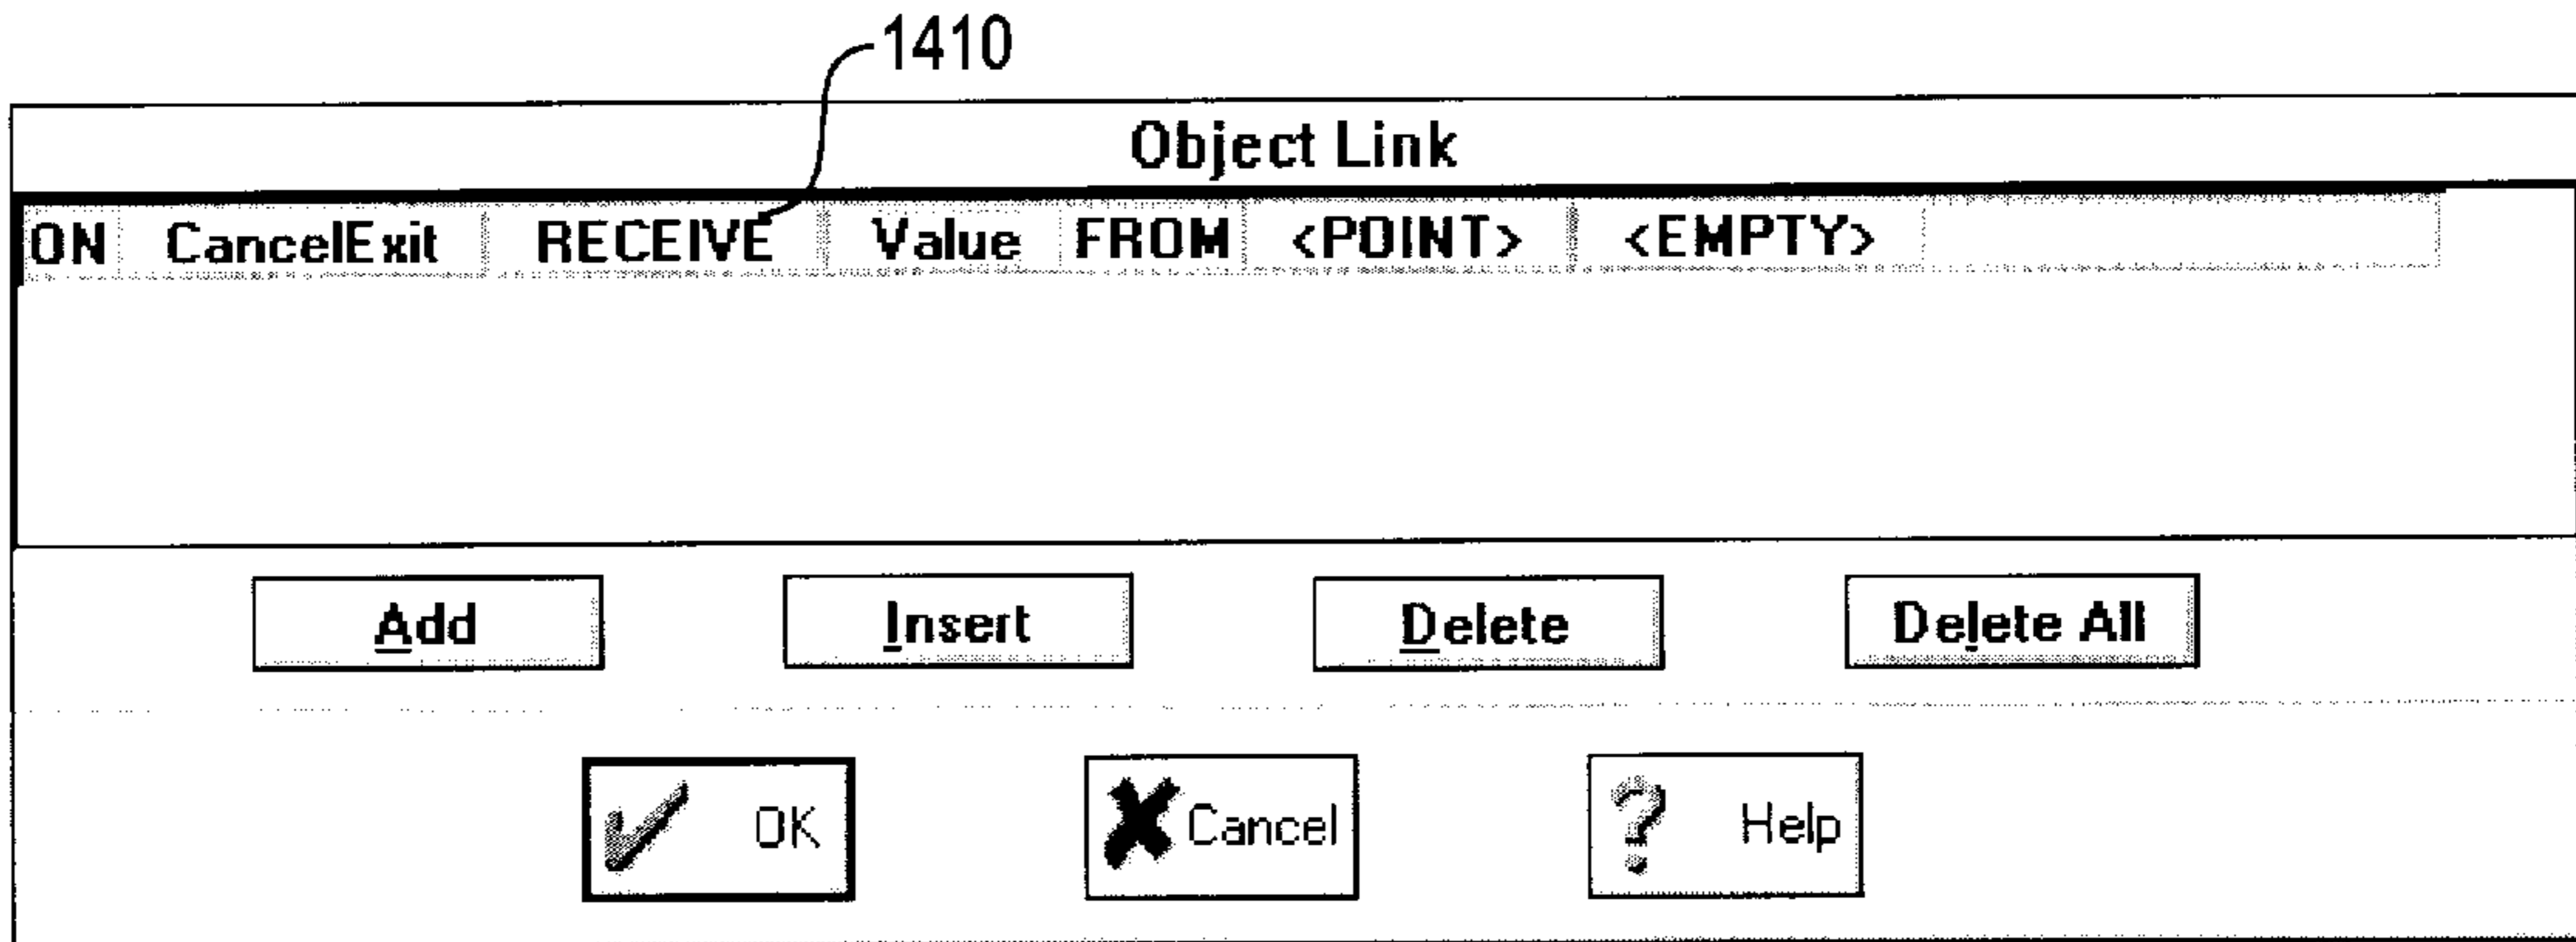 1410
Object Link
ON CancelExit RECEIVE Value FROM <POINT> <EMPTY>
Add Insert Delete Delete All
OK Cancel Help